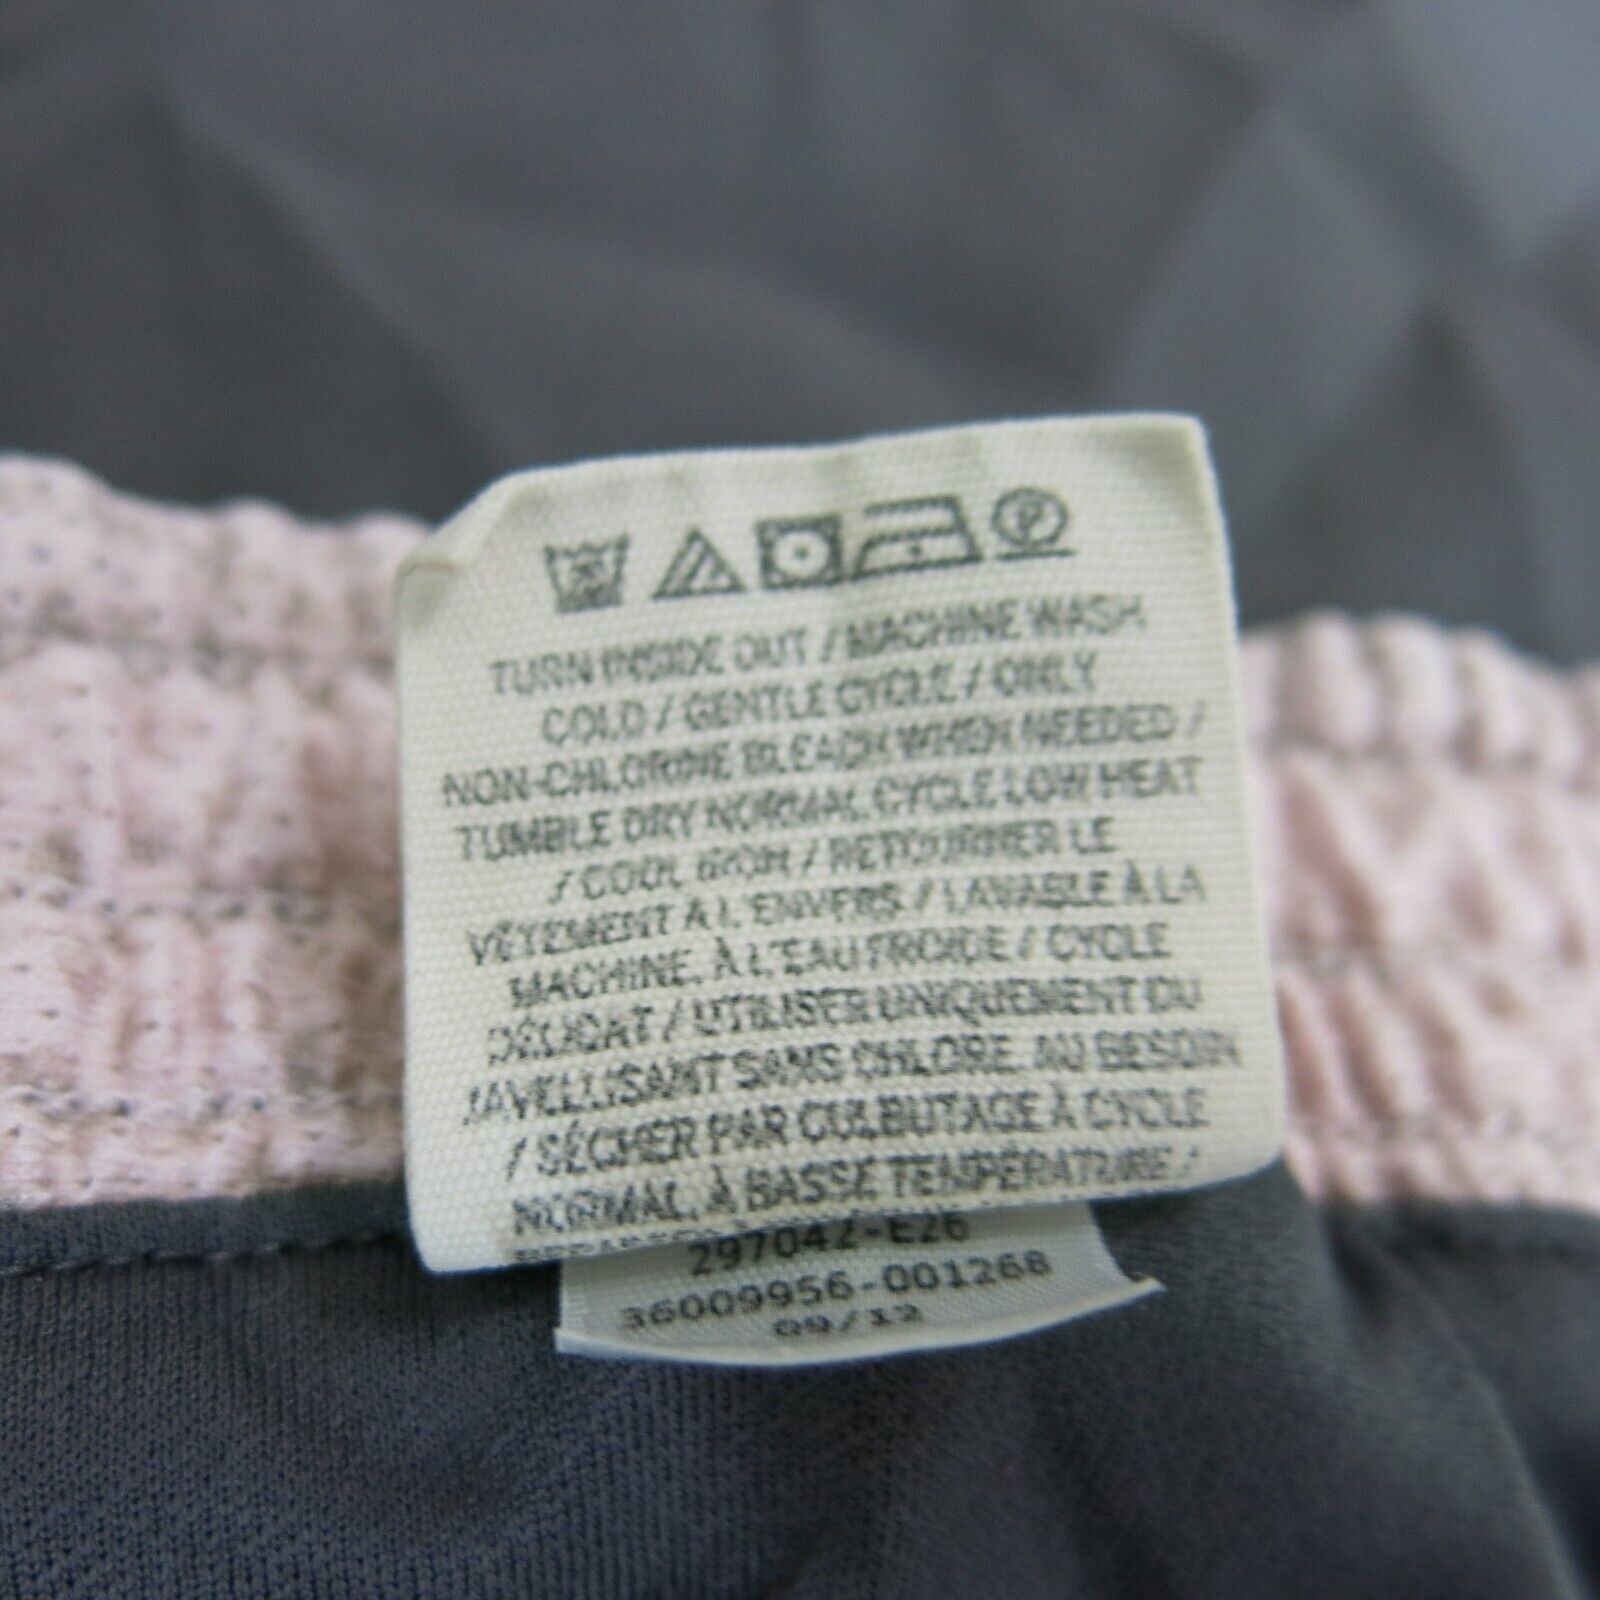 TURN INSIDE OUT / MACHINE WASH
COLD / GENTLE CYCLE / ONLY
NON-CHLORINE BLEACH WHEN NEEDED /
TUMBLE DRY NORMAL CYCLE LOW HEAT
/ COOL IRON / RETOURNER LE
VÊTEMENT À L'ENVERS / LAVABLE À LA
MACHINE, À L'EAU FROIDE / CYCLE
DÉLICAT / UTILISER UNIQUEMENT DU
JAVELLISANT SANS CHLORE, AU BESOIN
/ SÉCHER PAR CULBUTAGE À CYCLE
NORMAL, À BASSE TEMPÉRATURE /
297042-E26
36009956-001268
09/12